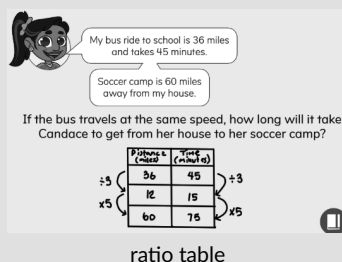 My bus ride to school is 36 miles
and takes 45 minutes.
Soccer camp is 60 miles
away from my house.
If the bus travels at the same speed, how long will it take
Candace to get from her house to her soccer camp?
Distance Time
(miles) (minutes)
÷3 36 45 ÷3
12 15
x5 60 75 x5
ratio table